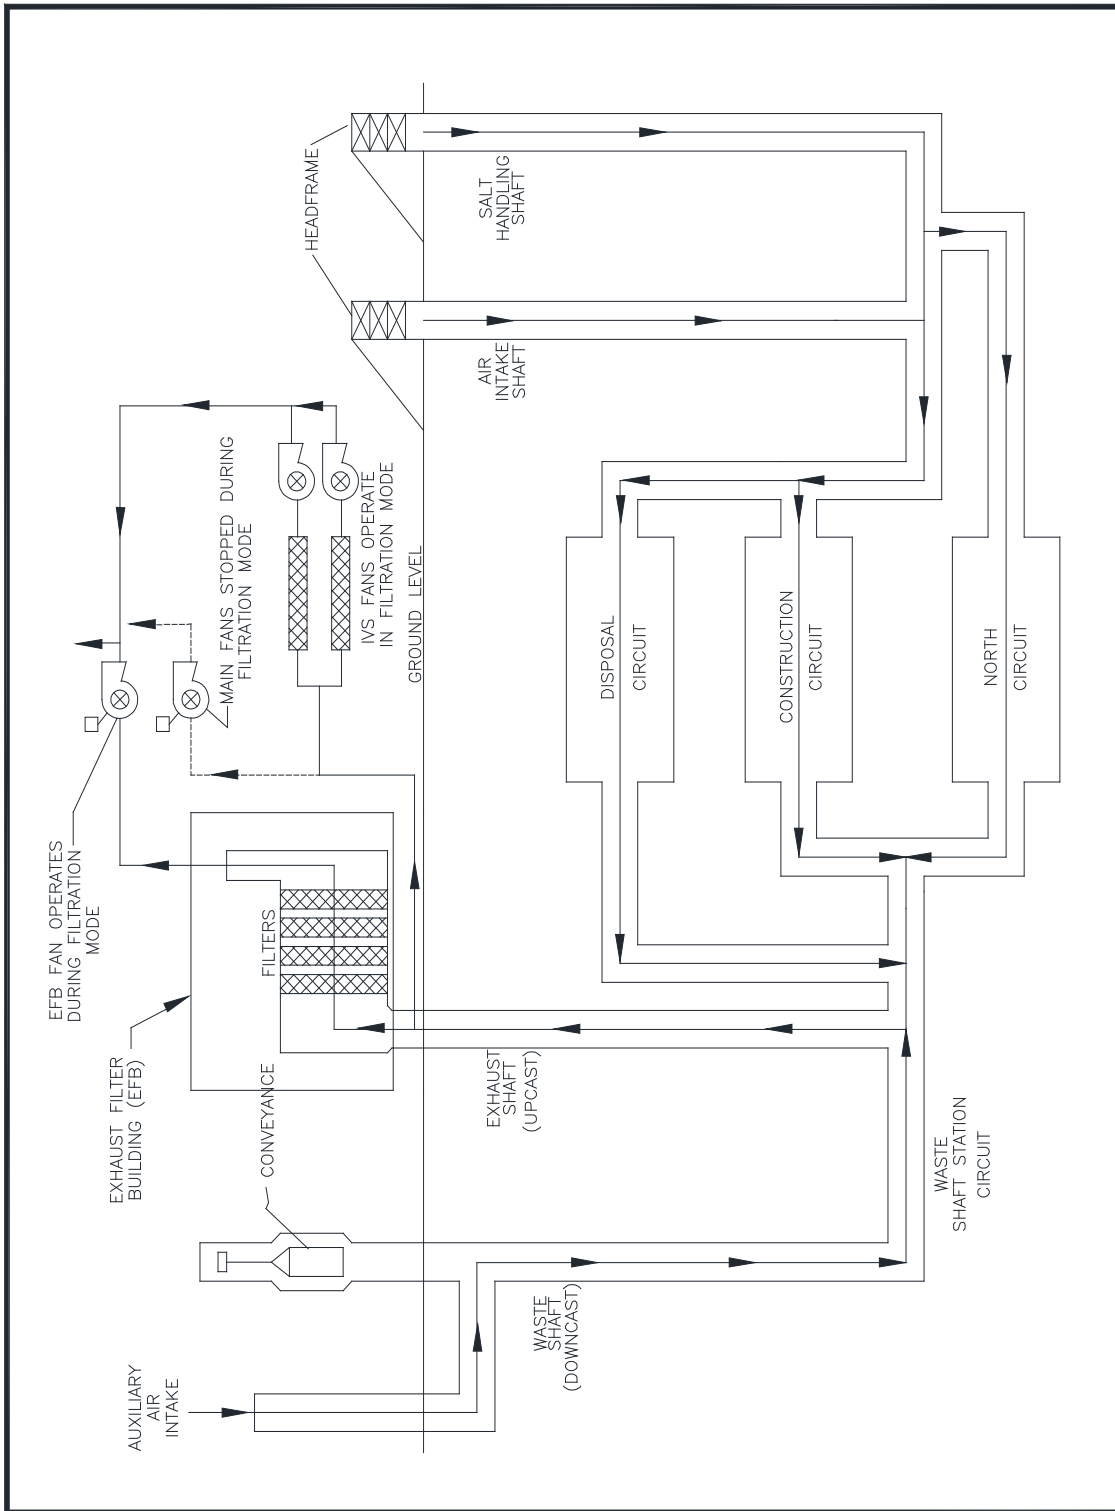 AUXILIARY
AIR
INTAKE
EXHAUST FILTER
BUILDING (EFB)
CONVEYANCE
EFB FAN OPERATES
DURING FILTRATION
MODE
FILTERS
MAIN FANS STOPPED DURING
FILTRATION MODE
IVS FANS OPERATE
IN FILTRATION MODE
HEADFRAME
GROUND LEVEL
WASTE
SHAFT
(DOWNCAST)
EXHAUST
SHAFT
(UPCAST)
AIR
INTAKE
SHAFT
SALT
HANDLING
SHAFT
DISPOSAL
CIRCUIT
CONSTRUCTION
CIRCUIT
NORTH
CIRCUIT
WASTE
SHAFT STATION
CIRCUIT